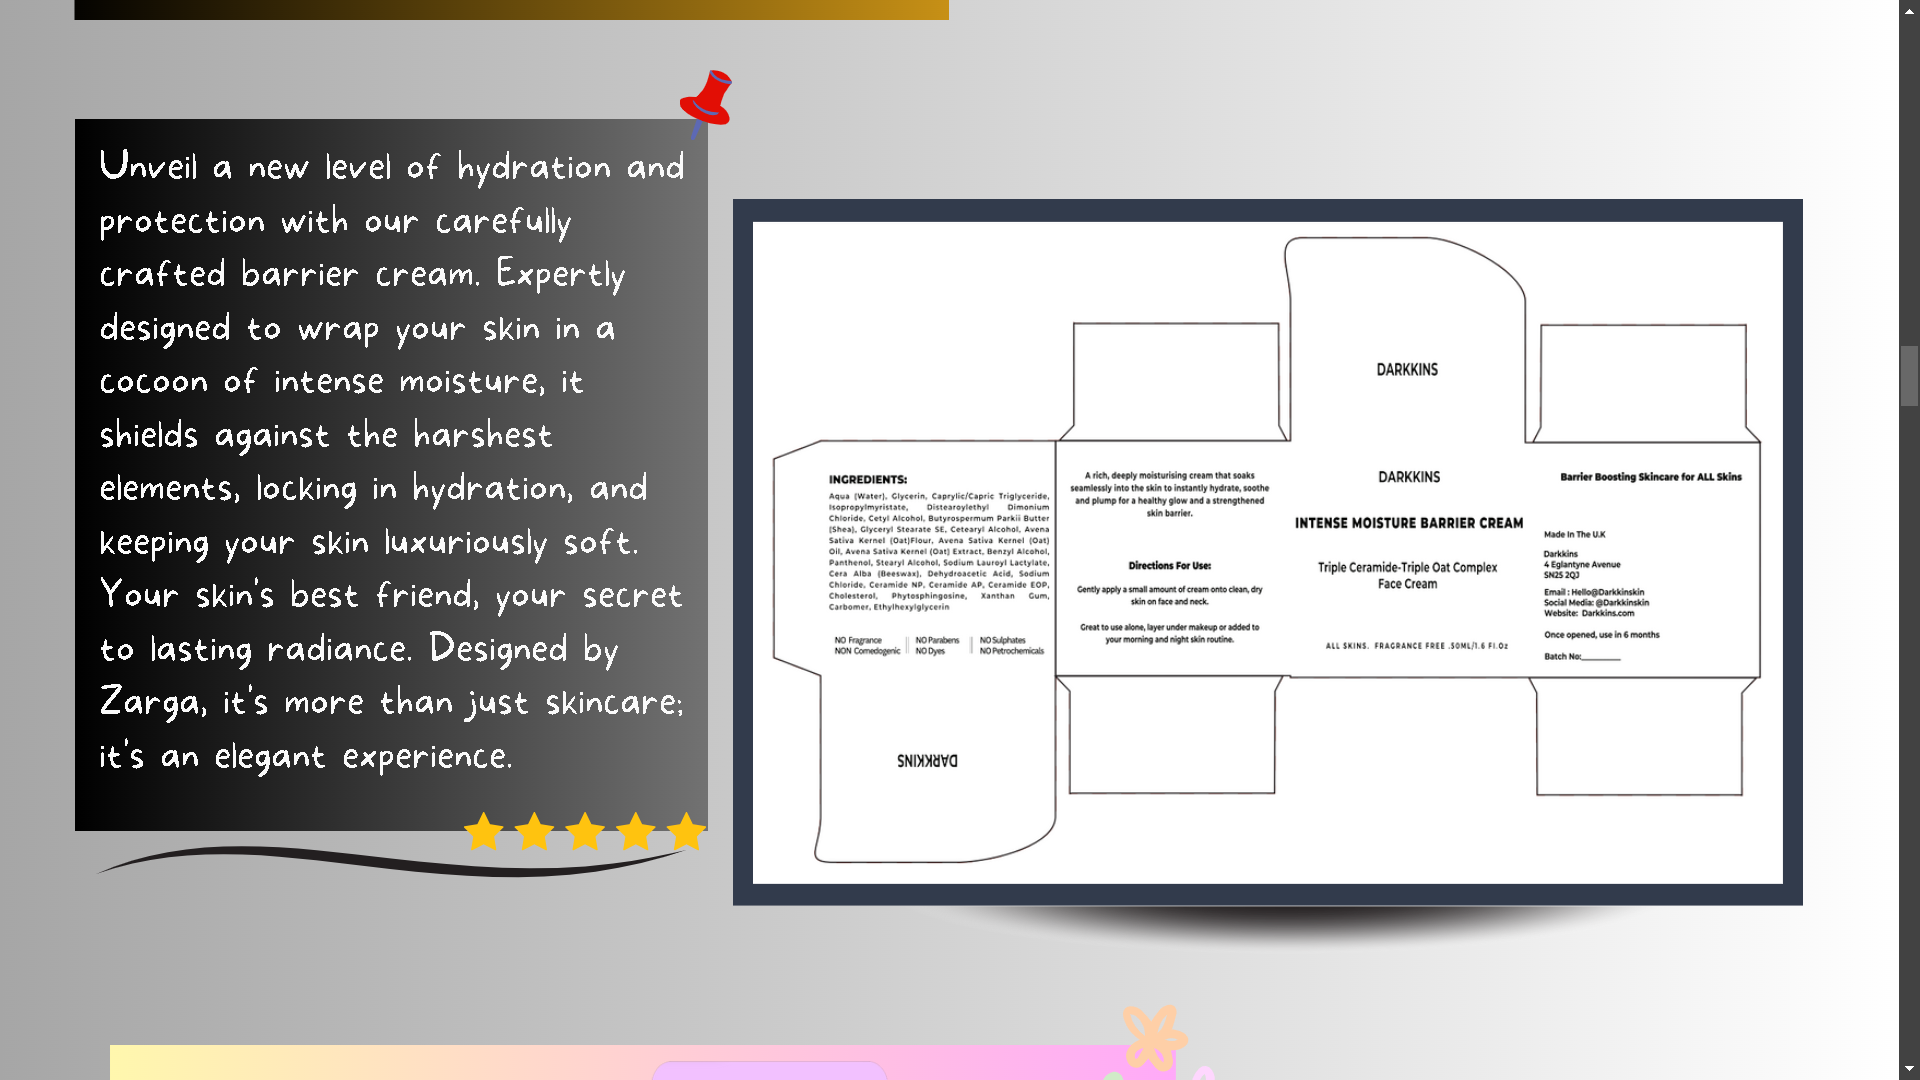 Unveil a new level of hydration and
protection with our carefully
crafted barrier cream. Expertly
designed to wrap your skin in a
cocoon of intense moisture, it
shields against the harshest
elements, locking in hydration, and
keeping your skin luxuriously soft.
Your skin's best friend, your secret
to lasting radiance. Designed by
Zarga, it's more than just skincare;
it's an elegant experience.
DARKKINS
INGREDIENTS:
Aqua (Water), Glycerin, Caprylic/Capric Triglyceride,
Isopropylmyristate, Distearoylethyl Dimonium
Chloride, Cetyl Alcohol, Butyrospermum Parkii Butter
(Shea), Glyceryl Stearate SE, Cetearyl Alcohol, Avena
Sativa Kernel (Oat)Flour, Avena Sativa Kernel (Oat)
Oil, Avena Sativa Kernel (Oat) Extract, Benzyl Alcohol,
Panthenol, Stearyl Alcohol, Sodium Lauroyl Lactylate,
Cera Alba (Beeswax), Dehydroacetic Acid, Sodium
Chloride, Ceramide NP, Ceramide AP, Ceramide EOP,
Cholesterol, Phytosphingosine, Xanthan Gum,
Carbomer, Ethylhexylglycerin
NO Fragrance
NON Comedogenic
NO Parabens
NO Dyes
NO Sulphates
NO Petrochemicals
DARKKINS
A rich, deeply moisturising cream that soaks
seamlessly into the skin to instantly hydrate, soothe
and plump for a healthy glow and a strengthened
skin barrier.
Directions For Use:
Gently apply a small amount of cream onto clean, dry
skin on face and neck.
Great to use alone, layer under makeup or added to
your morning and night skin routine.
DARKKINS
INTENSE MOISTURE BARRIER CREAM
Triple Ceramide-Triple Oat Complex
Face Cream
ALL SKINS. FRAGRANCE FREE .50ML/1.6 Fl.Oz
Barrier Boosting Skincare for ALL Skins
Made In The U.K
Darkkins
4 Eglantyne Avenue
SN25 2QJ
Email : Hello@Darkkinskin
Social Media: @Darkkinskin
Website: Darkkins.com
Once opened, use in 6 months
Batch No:________